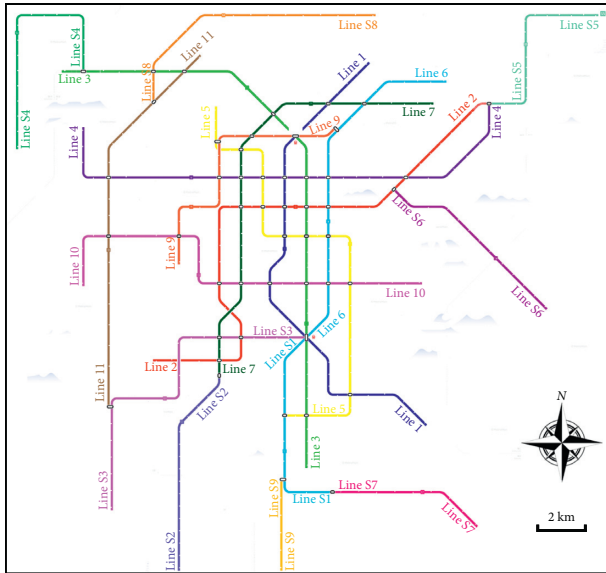 Line S8
Line S5
Line S4
Line 11
Line S8
Line 3
Line 1
Line 6
Line S5
Line S4
Line 5
Line 7
Line 2
Line 9
Line 4
Line 4
Line S6
Line 9
Line 10
Line 10
Line S6
Line S3
Line S1
Line 6
Line 2
Line 7
Line 11
Line S2
Line 5
Line 1
Line 3
N
Line S3
Line S9
Line S7
Line S1
Line S7
2 km
Line S2
Line S9